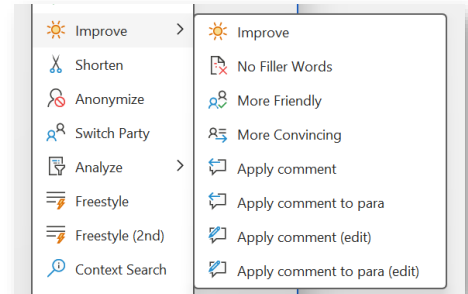 Improve
Shorten
Anonymize
Switch Party
Analyze
Freestyle
Freestyle (2nd)
Context Search
Improve
No Filler Words
More Friendly
More Convincing
Apply comment
Apply comment to para
Apply comment (edit)
Apply comment to para (edit)